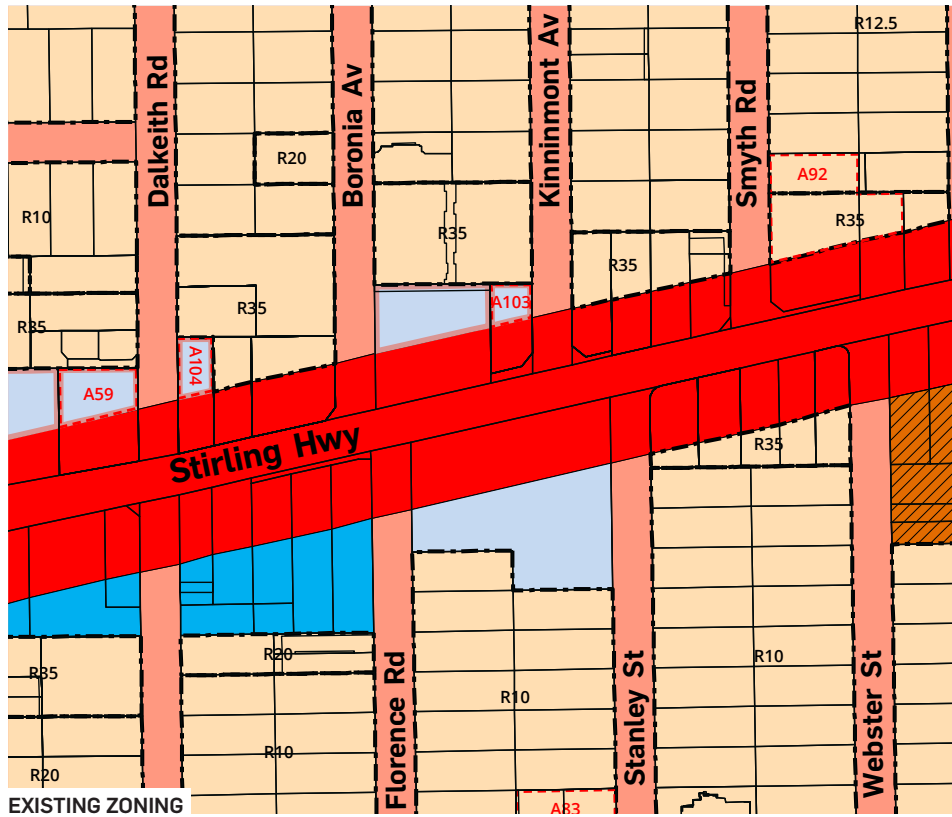 R12.5
Dalkeith Rd
Boronia Av
Kinninmont Av
Smyth Rd
R20
A92
R10
R35
R35
R35
A103
R35
R35
A104
A59
Stirling Hwy
R35
R20
R35
R10
R10
R10
R20
Florence Rd
Stanley St
Webster St
A83
EXISTING ZONING